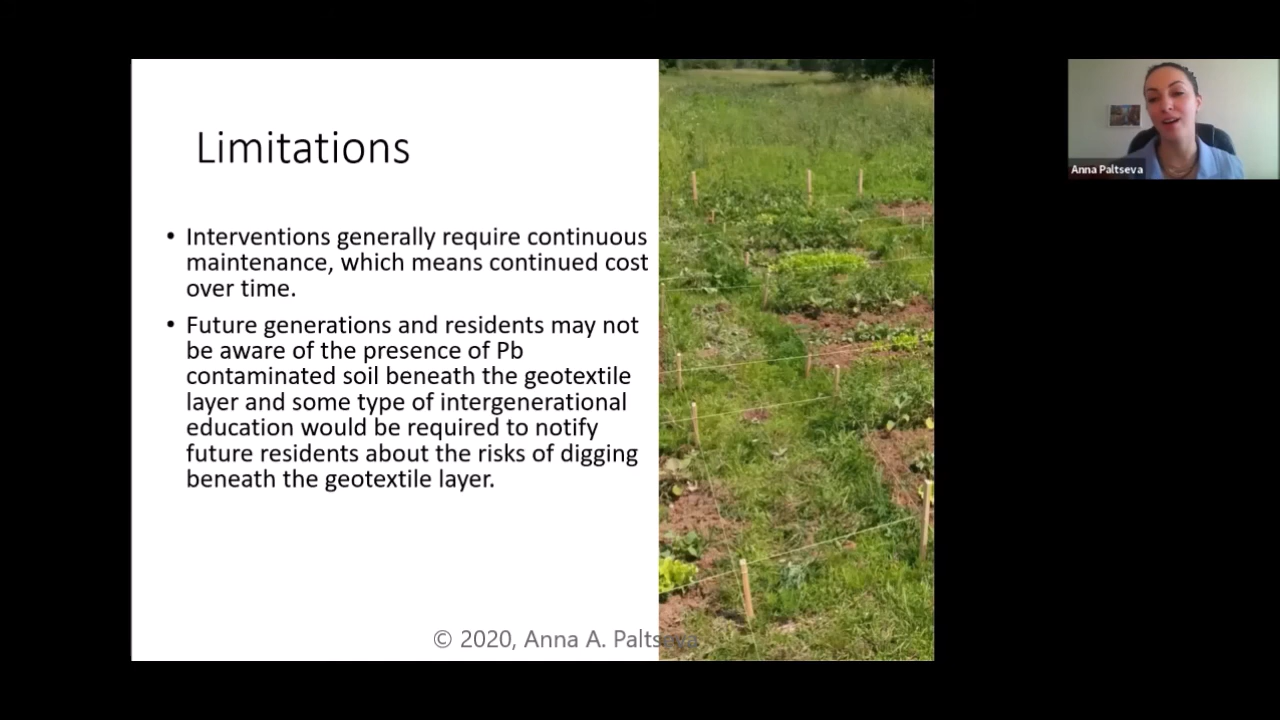 Limitations
• Interventions generally require continuous
maintenance, which means continued cost
over time.
• Future generations and residents may not
be aware of the presence of Pb
contaminated soil beneath the geotextile
layer and some type of intergenerational
education would be required to notify
future residents about the risks of digging
beneath the geotextile layer.
© 2020, Anna A. Paltseva
Anna Paltseva